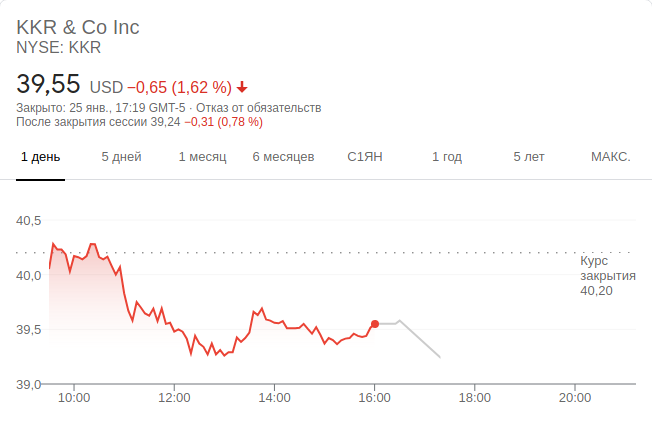 KKR & Co Inc
NYSE: KKR
39,55 USD −0,65 (1,62 %)
Закрыто: 25 янв., 17:19 GMT-5 · Отказ от обязательств
После закрытия сессии 39,24 −0,31 (0,78 %)
1 день 5 дней 1 месяц 6 месяцев С1ЯН 1 год 5 лет МАКС.
40,5
Курс
закрытия
40,20
40,0
39,5
39,0
10:00 12:00 14:00 16:00 18:00 20:00